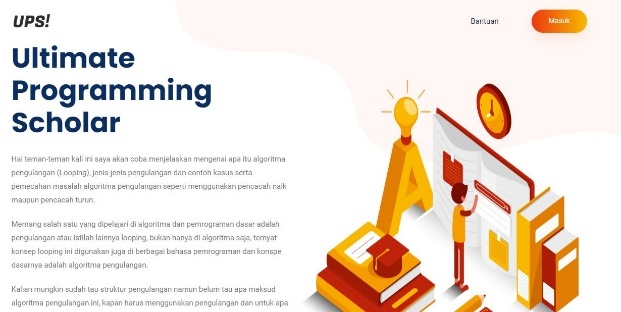 UPS!
Bantuan
Masuk
Ultimate
Programming
Scholar
Hai teman-teman kali ini saya akan coba menjelaskan mengenai apa itu algoritma
pengulangan (Looping), jenis jenis pengulangan dan contoh kasus serta
pemecahan masalah algoritma pengulangan seperti menggunakan pencacah naik
maupun pencacah turun.
Memang salah satu yang dipelajari di algoritma dan pemrograman dasar adalah
pengulangan atau istilah lainnya looping, bukan hanya di algoritma saja, ternyat
konsep looping ini digunakan juga di berbagai bahasa pemrograman dan konspe
dasarnya adalah algoritma pengulangan.
Kalian mungkin sudah tau struktur pengulangan namun belum tau apa maksud
algoritma pengulangan ini, kapan harus menggunakan pengulangan dan untuk apa
A